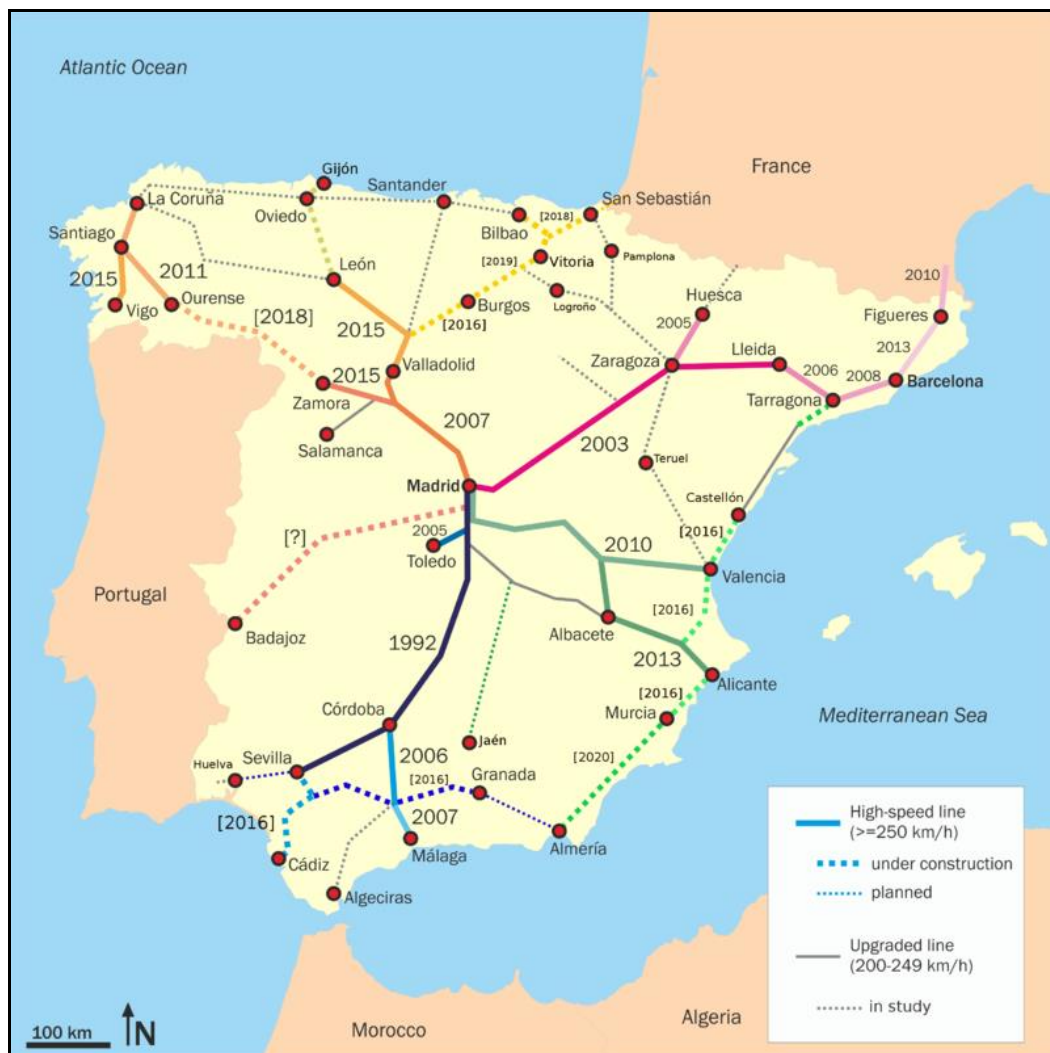 Atlantic Ocean
France
Gijón
Santander
San Sebastián
La Coruña
Oviedo
Bilbao
[2018]
Santiago
Vitoria
Pamplona
2015
2011
León
[2019]
2010
Vigo
Ourense
Burgos
Logroño
Huesca
Figueres
[2018]
2015
[2016]
2005
2013
Valladolid
Zaragoza
Lleida
2006
2008
Barcelona
2015
Zamora
Tarragona
2007
Salamanca
2003
Teruel
Madrid
Castellón
[?]
2005
Toledo
2010
[2016]
Valencia
Portugal
[2016]
Badajoz
Albacete
1992
2013
Alicante
[2016]
Córdoba
Murcia
Mediterranean Sea
Jaén
Sevilla
2006
[2020]
Huelva
[2016]
Granada
[2016]
2007
Almería
Cádiz
Málaga
Algeciras
High-speed line
(>=250 km/h)
under construction
planned
Upgraded line
(200-249 km/h)
in study
100 km
N
Morocco
Algeria